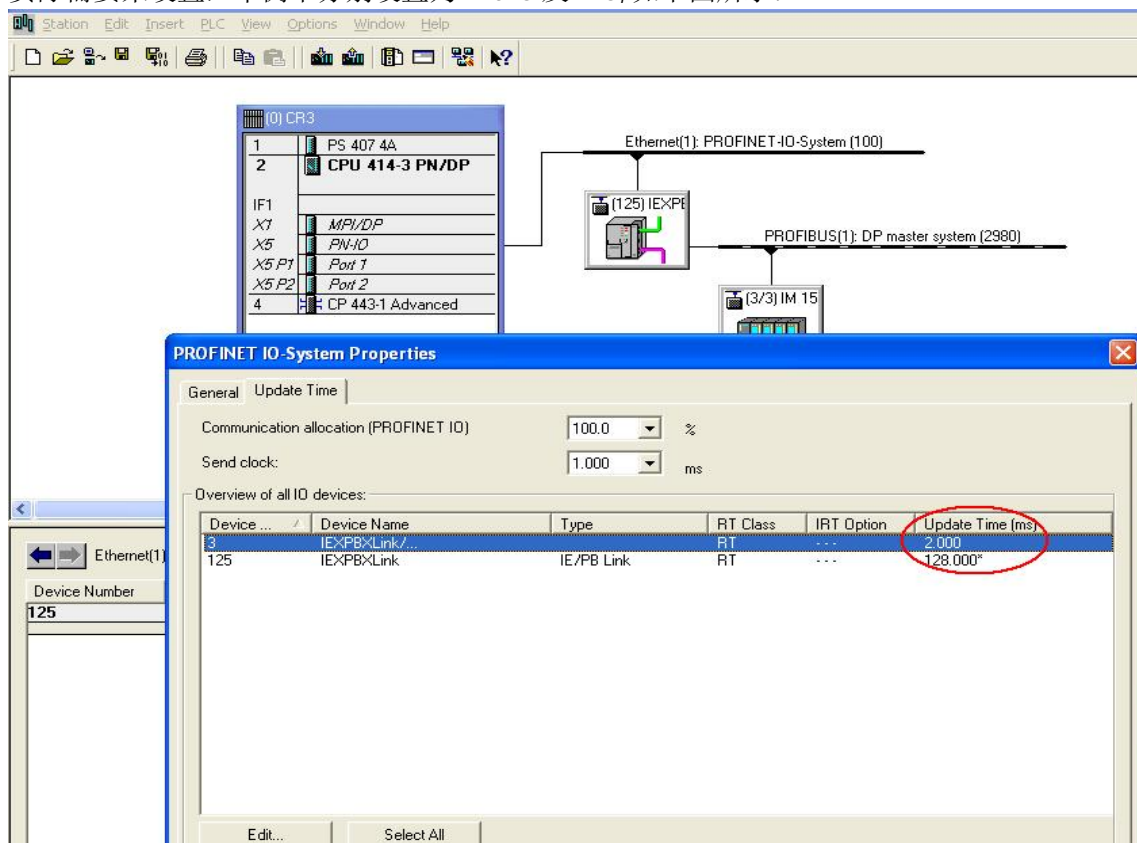 Station Edit Insert PLC View Options Window Help
(0) CR3
1 PS 407 4A
2 CPU 414-3 PN/DP
IF1
X1 MPI/DP
X5 PN-IO
X5 P1 Port 1
X5 P2 Port 2
4 CP 443-1 Advanced
Ethernet(1): PROFINET-IO-System (100)
(125) IEXPE
PROFIBUS(1): DP master system (2980)
(3/3) IM 15
PROFINET IO-System Properties
General Update Time
Communication allocation (PROFINET IO) 100.0 %
Send clock: 1.000 ms
Overview of all IO devices:
Device ... Device Name Type RT Class IRT Option Update Time (ms)
3 IEXPBXLink/... RT - - - 2.000
125 IEXPBXLink IE/PB Link RT - - - 128.000*
Ethernet(1)
Device Number
125
Edit... Select All